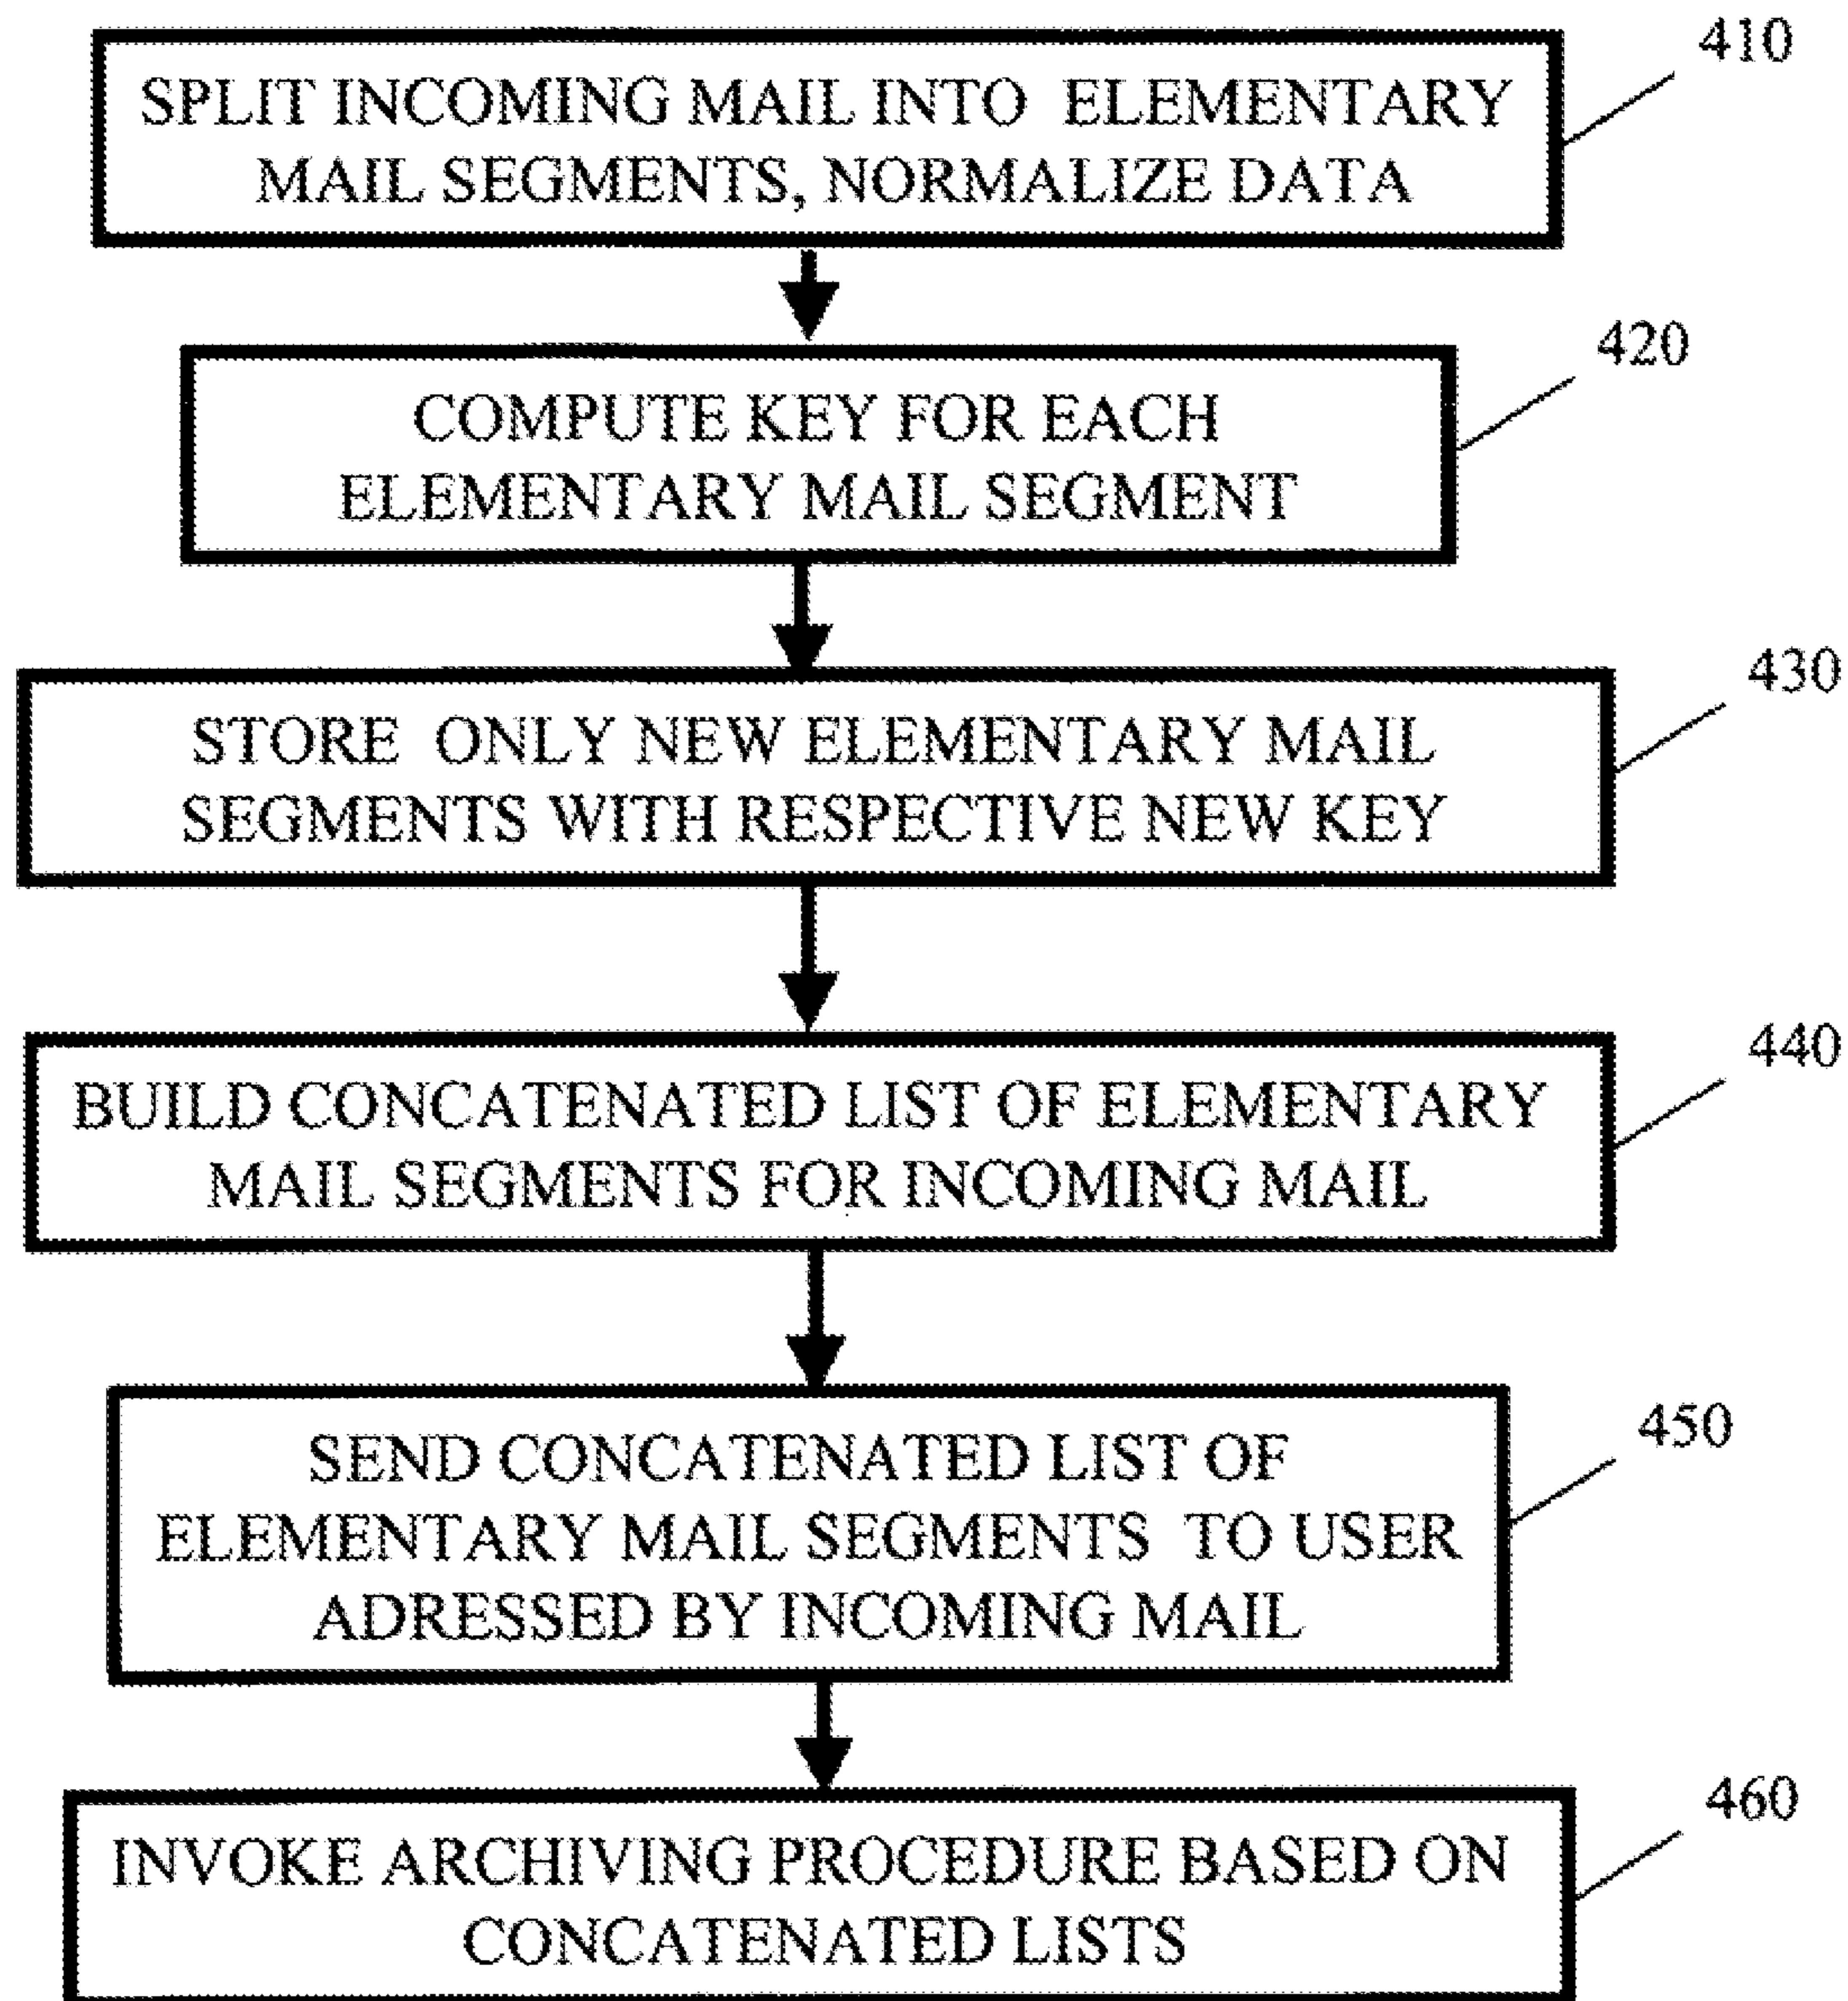 410
SPLIT INCOMING MAIL INTO ELEMENTARY
MAIL SEGMENTS, NORMALIZE DATA
420
COMPUTE KEY FOR EACH
ELEMENTARY MAIL SEGMENT
430
STORE ONLY NEW ELEMENTARY MAIL
SEGMENTS WITH RESPECTIVE NEW KEY
440
BUILD CONCATENATED LIST OF ELEMENTARY
MAIL SEGMENTS FOR INCOMING MAIL
450
SEND CONCATENATED LIST OF
ELEMENTARY MAIL SEGMENTS TO USER
ADRESSED BY INCOMING MAIL
460
INVOKE ARCHIVING PROCEDURE BASED ON
CONCATENATED LISTS